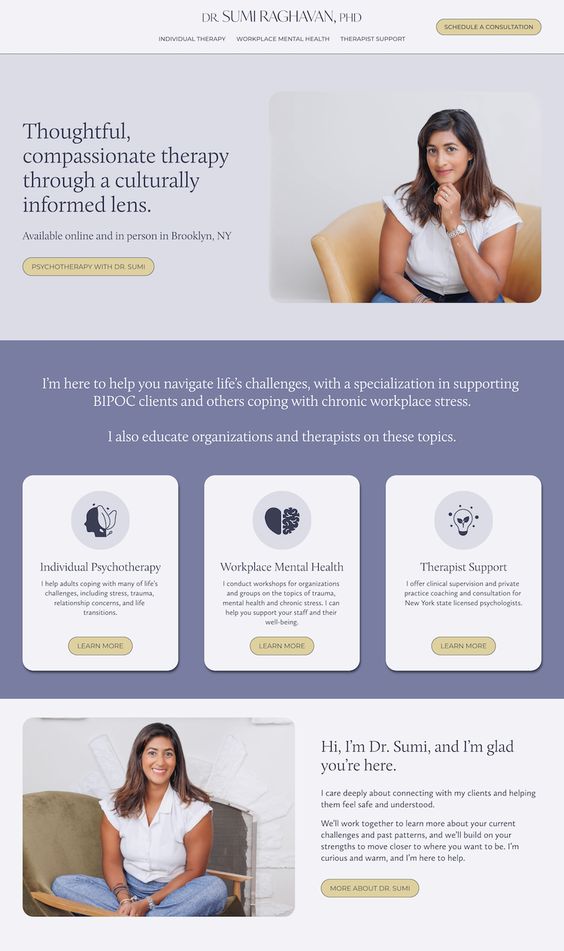 DR. SUMI RAGHAVAN, PHD
SCHEDULE A CONSULTATION
INDIVIDUAL THERAPY WORKPLACE MENTAL HEALTH THERAPIST SUPPORT
Thoughtful,
compassionate therapy
through a culturally
informed lens.
Available online and in person in Brooklyn, NY
PSYCHOTHERAPY WITH DR. SUMI
I'm here to help you navigate life's challenges, with a specialization in supporting
BIPOC clients and others coping with chronic workplace stress.
I also educate organizations and therapists on these topics.
Individual Psychotherapy
I help adults coping with many of life's
challenges, including stress, trauma,
relationship concerns, and life
transitions.
LEARN MORE
Workplace Mental Health
I conduct workshops for organizations
and groups on the topics of trauma,
mental health and chronic stress. I can
help you support your staff and their
well-being.
LEARN MORE
Therapist Support
I offer clinical supervision and private
practice coaching and consultation for
New York state licensed psychologists.
LEARN MORE
Hi, I'm Dr. Sumi, and I'm glad
you're here.
I care deeply about connecting with my clients and helping
them feel safe and understood.
We'll work together to learn more about your current
challenges and past patterns, and we'll build on your
strengths to move closer to where you want to be. I'm
curious and warm, and I'm here to help.
MORE ABOUT DR. SUMI